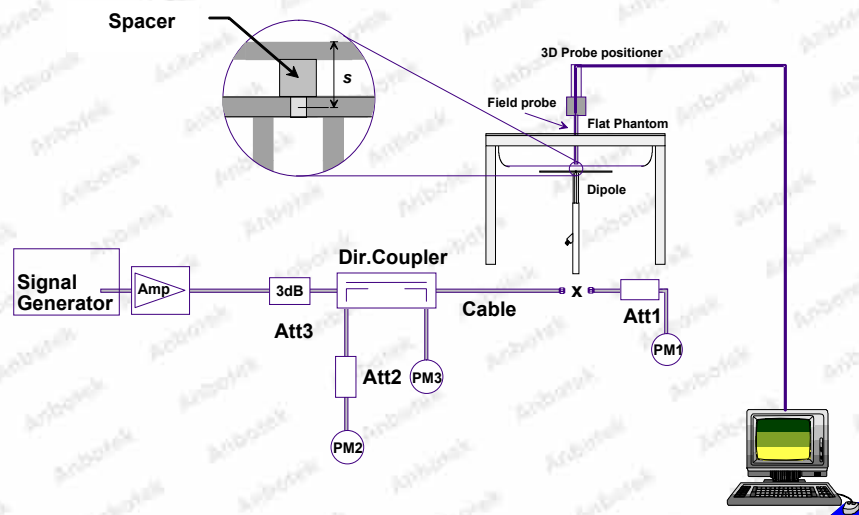 Spacer
s
3D Probe positioner
Field probe
Flat Phantom
Dipole
Signal
Generator
Amp
3dB
Att3
Dir.Coupler
Cable
x
Att1
PM1
Att2
PM3
PM2
Anbotek